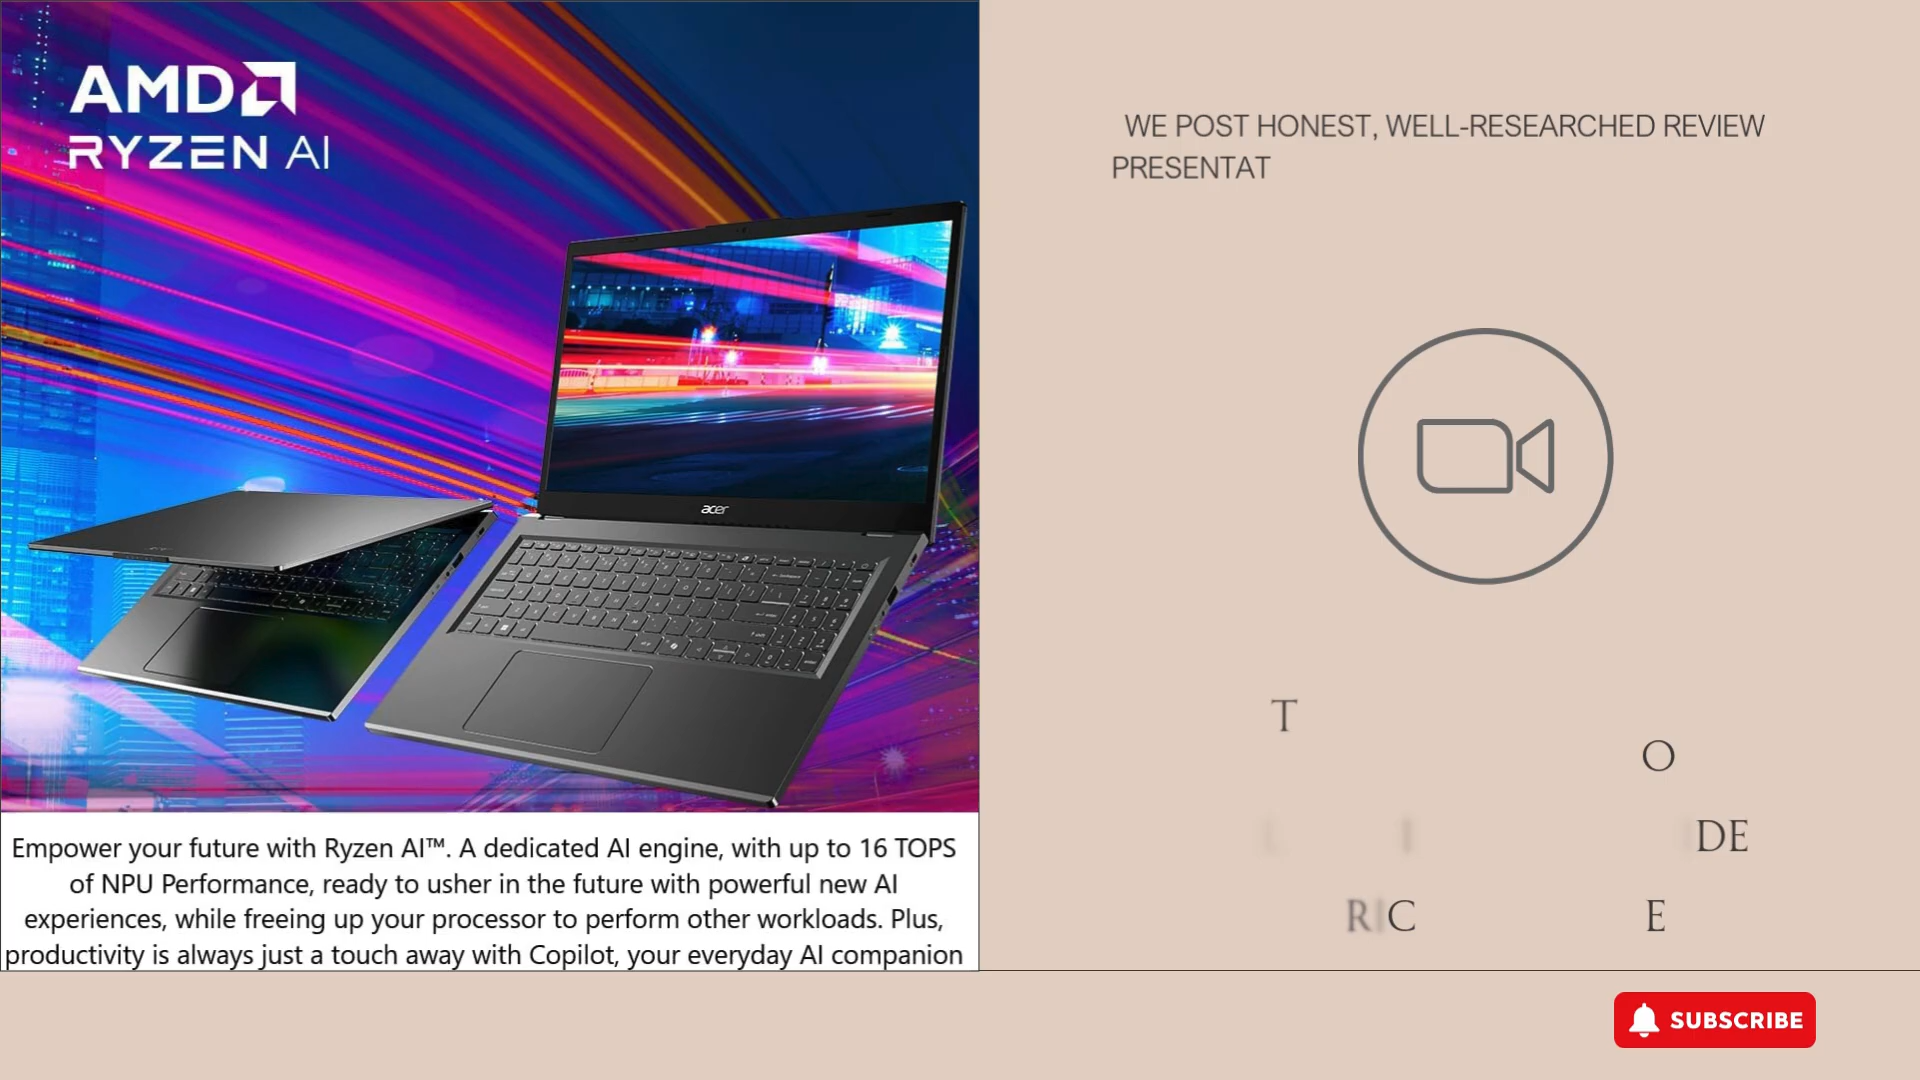 AMD
RYZEN AI
acer
Empower your future with Ryzen AI™. A dedicated AI engine, with up to 16 TOPS
of NPU Performance, ready to usher in the future with powerful new AI
experiences, while freeing up your processor to perform other workloads. Plus,
productivity is always just a touch away with Copilot, your everyday AI companion
WE POST HONEST, WELL-RESEARCHED REVIEW
PRESENTAT
T
O
DE
RIC E
SUBSCRIBE